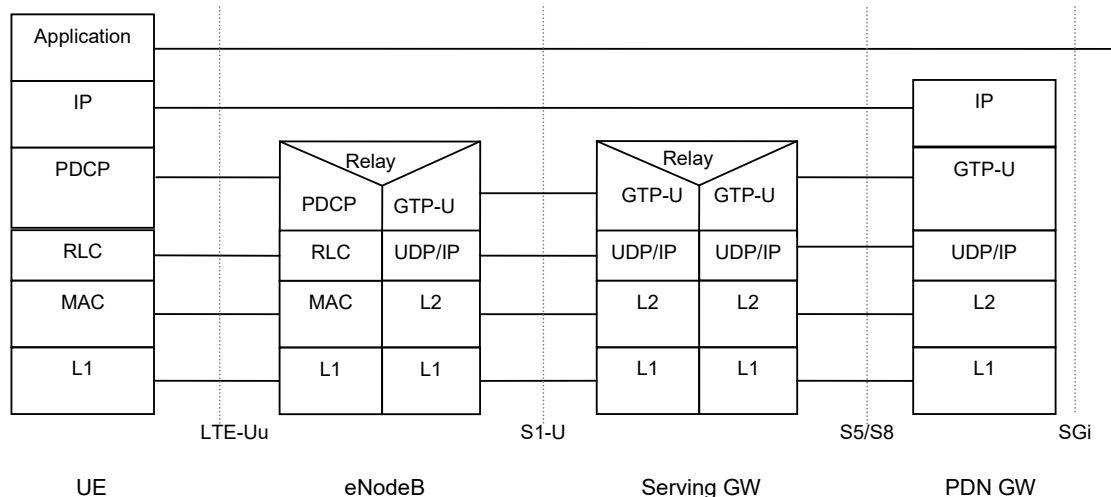 Application
IP
IP
Relay
Relay
PDCP
GTP-U
PDCP
GTP-U
GTP-U
GTP-U
RLC
RLC
UDP/IP
UDP/IP
UDP/IP
UDP/IP
MAC
MAC
L2
L2
L2
L2
L1
L1
L1
L1
L1
L1
LTE-Uu
S1-U
S5/S8
SGi
UE
eNodeB
Serving GW
PDN GW